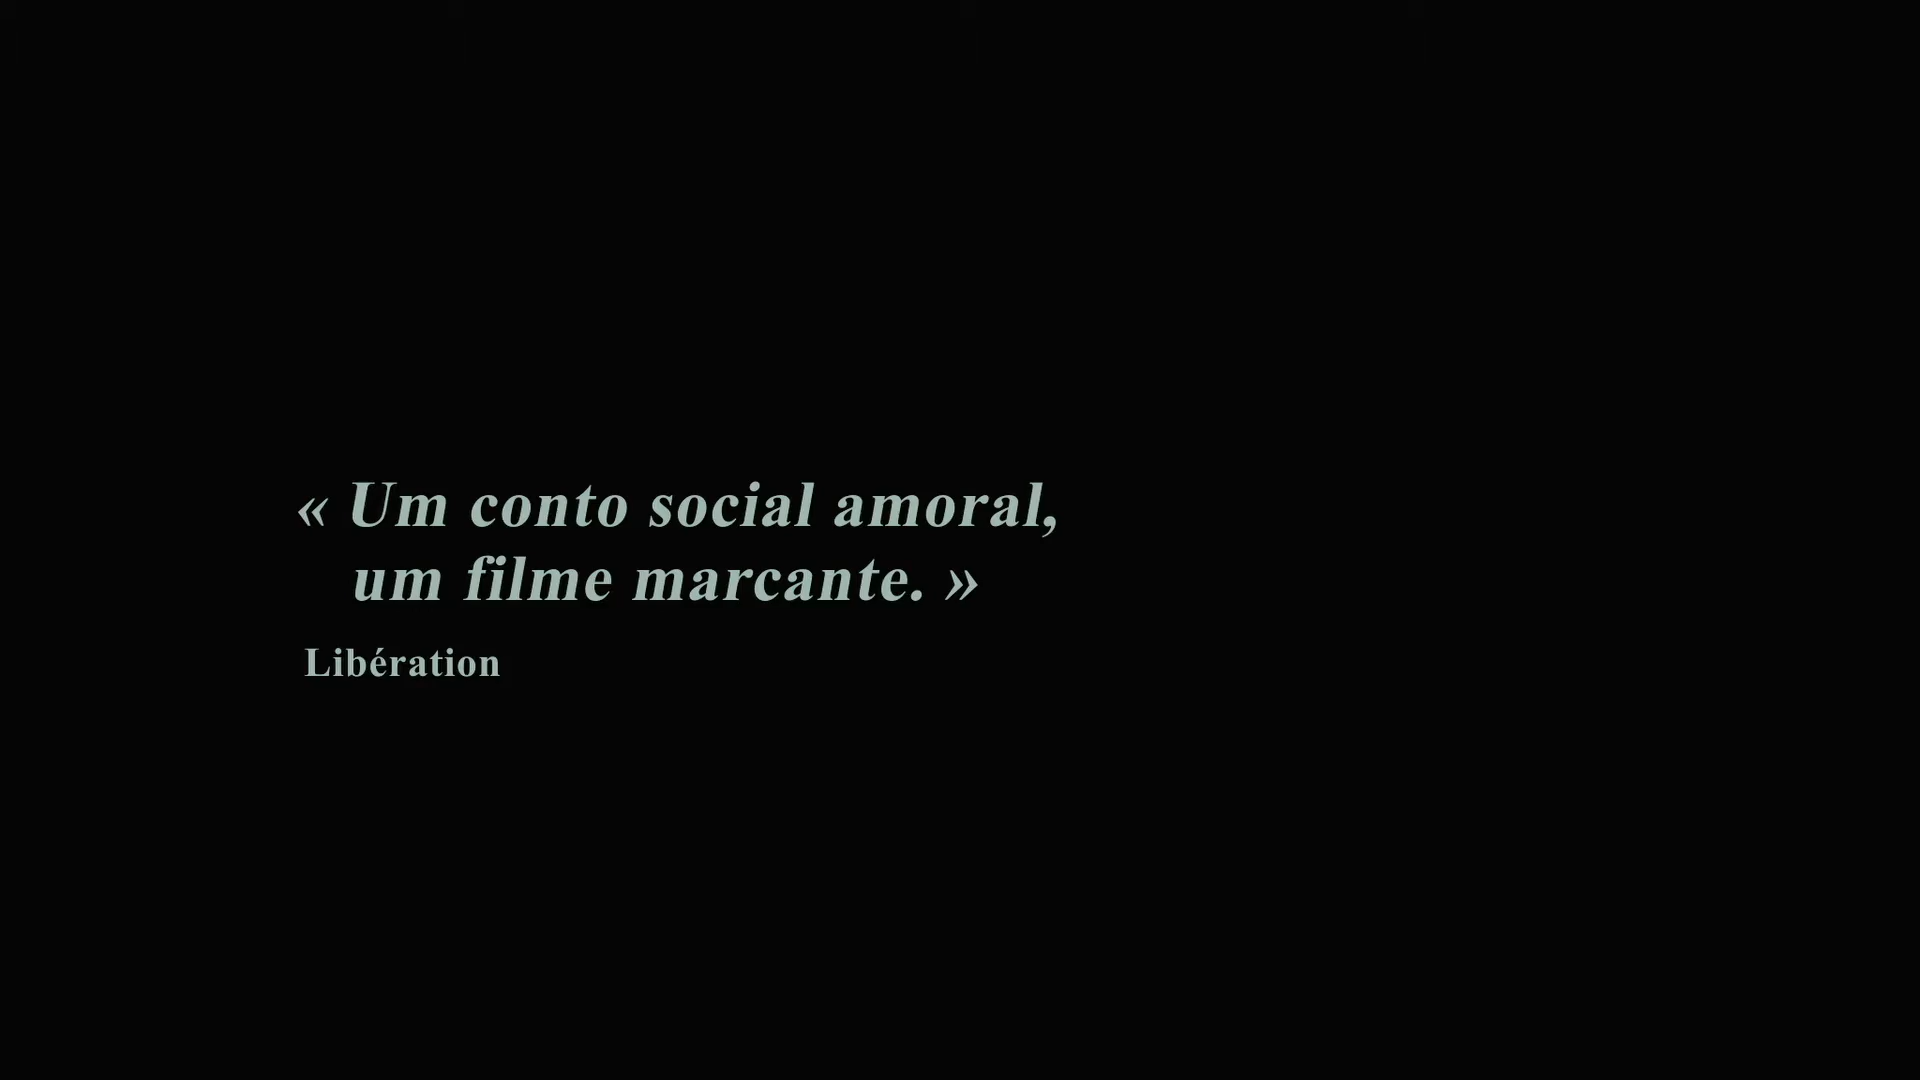 « Um conto social amoral,
um filme marcante. »
Libération